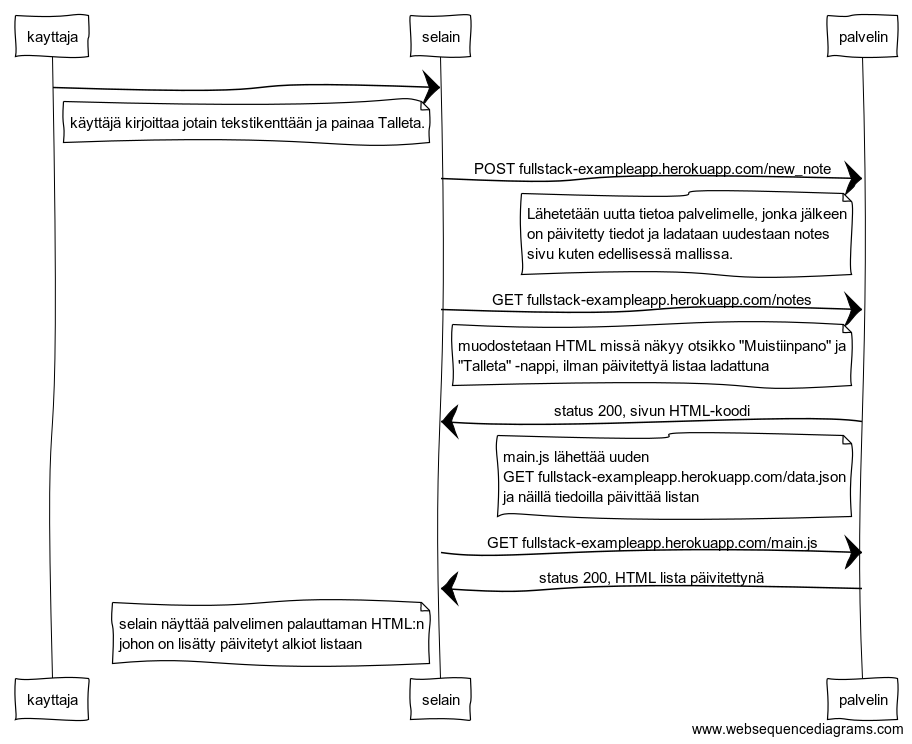 kayttaja
selain
palvelin
käyttäjä kirjoittaa jotain tekstikenttään ja painaa Talleta.
POST fullstack-exampleapp.herokuapp.com/new_note
Lähetetään uutta tietoa palvelimelle, jonka jälkeen
on päivitetty tiedot ja ladataan uudestaan notes
sivu kuten edellisessä mallissa.
GET fullstack-exampleapp.herokuapp.com/notes
muodostetaan HTML missä näkyy otsikko "Muistiinpano" ja
"Talleta" -nappi, ilman päivitettyä listaa ladattuna
status 200, sivun HTML-koodi
main.js lähettää uuden
GET fullstack-exampleapp.herokuapp.com/data.json
ja näillä tiedoilla päivittää listan
GET fullstack-exampleapp.herokuapp.com/main.js
status 200, HTML lista päivitettynä
selain näyttää palvelimen palauttaman HTML:n
johon on lisätty päivitetyt alkiot listaan
kayttaja
selain
palvelin
www.websequencediagrams.com